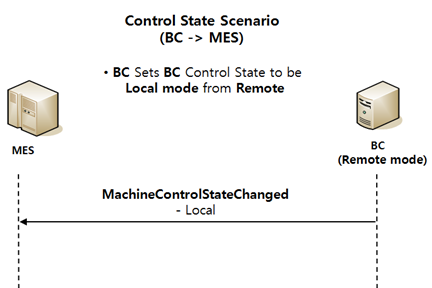 Control State Scenario
(BC -> MES)
• BC Sets BC Control State to be
Local mode from Remote
MES
BC
(Remote mode)
MachineControlStateChanged
- Local